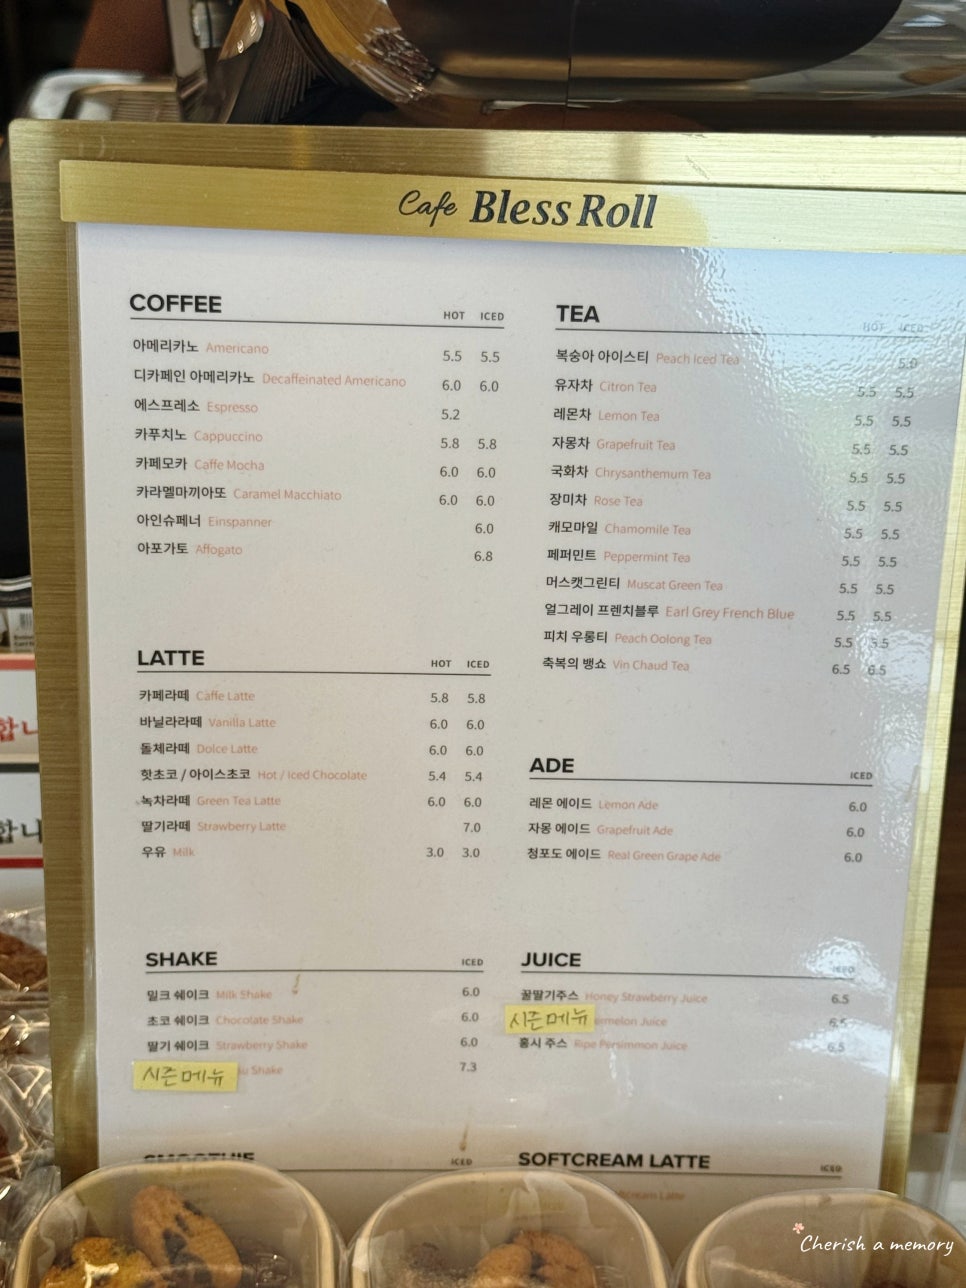 Cafe Bless Roll
COFFEE HOT ICED
아메리카노 Americano 5.5 5.5
디카페인 아메리카노 Decaffeinated Americano 6.0 6.0
에스프레소 Espresso 5.2
카푸치노 Cappuccino 5.8 5.8
카페모카 Caffe Mocha 6.0 6.0
카라멜마끼아또 Caramel Macchiato 6.0 6.0
아인슈페너 Einspanner 6.0
아포가토 Affogato 6.8
LATTE HOT ICED
카페라떼 Caffe Latte 5.8 5.8
바닐라라떼 Vanilla Latte 6.0 6.0
돌체라떼 Dolce Latte 6.0 6.0
핫초코 / 아이스초코 Hot / Iced Chocolate 5.4 5.4
녹차라떼 Green Tea Latte 6.0 6.0
딸기라떼 Strawberry Latte 7.0
우유 Milk 3.0 3.0
SHAKE ICED
밀크 쉐이크 Milk Shake 6.0
초코 쉐이크 Chocolate Shake 6.0
딸기 쉐이크 Strawberry Shake 6.0
시즌메뉴 Shake 7.3
SMOOTHIE ICED
TEA HOT ICED
복숭아 아이스티 Peach Iced Tea 5.0
유자차 Citron Tea 5.5 5.5
레몬차 Lemon Tea 5.5 5.5
자몽차 Grapefruit Tea 5.5 5.5
국화차 Chrysanthemum Tea 5.5 5.5
장미차 Rose Tea 5.5 5.5
캐모마일 Chamomile Tea 5.5 5.5
페퍼민트 Peppermint Tea 5.5 5.5
머스캣그린티 Muscat Green Tea 5.5 5.5
얼그레이 프렌치블루 Earl Grey French Blue 5.5 5.5
피치 우롱티 Peach Oolong Tea 5.5 5.5
축복의 뱅쇼 Vin Chaud Tea 6.5 6.5
ADE ICED
레몬 에이드 Lemon Ade 6.0
자몽 에이드 Grapefruit Ade 6.0
청포도 에이드 Real Green Grape Ade 6.0
JUICE ICED
꿀딸기주스 Honey Strawberry Juice 6.5
시즌메뉴 ermelon Juice 6.5
홍시 주스 Ripe Persimmon Juice 6.5
SOFTCREAM LATTE ICED
Cherish a memory